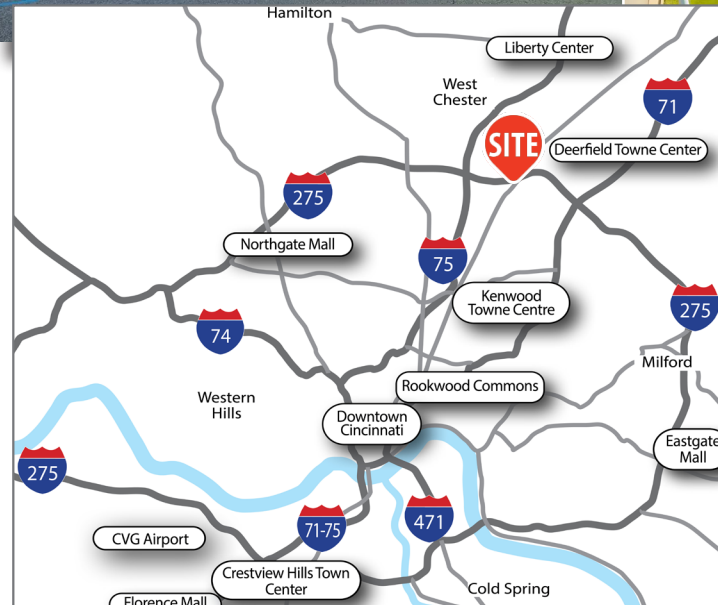 Hamilton
Liberty Center
West
Chester
71
SITE
Deerfield Towne Center
275
Northgate Mall
75
Kenwood
Towne Centre
275
74
Milford
Rookwood Commons
Western
Hills
Downtown
Cincinnati
Eastgate
Mall
275
71-75
471
CVG Airport
Crestview Hills Town
Center
Cold Spring
Florence Mall